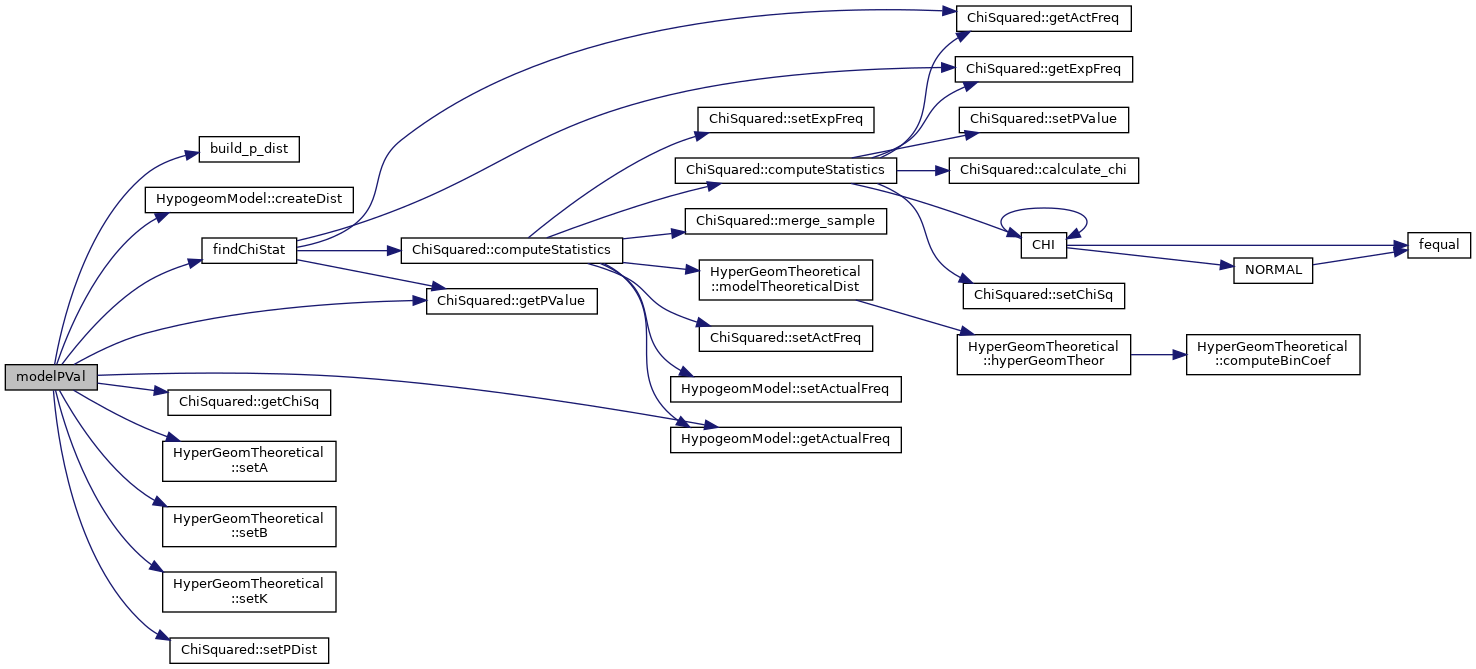 ChiSquared::getActFreq
ChiSquared::getExpFreq
ChiSquared::setExpFreq
ChiSquared::setPValue
build_p_dist
ChiSquared::computeStatistics
ChiSquared::calculate_chi
HypogeomModel::createDist
ChiSquared::merge_sample
findChiStat
ChiSquared::computeStatistics
CHI
fequal
HyperGeomTheoretical
::modelTheoreticalDist
NORMAL
ChiSquared::getPValue
ChiSquared::setChiSq
ChiSquared::setActFreq
HyperGeomTheoretical
::hyperGeomTheor
HyperGeomTheoretical
::computeBinCoef
modelPVal
HypogeomModel::setActualFreq
ChiSquared::getChiSq
HypogeomModel::getActualFreq
HyperGeomTheoretical
::setA
HyperGeomTheoretical
::setB
HyperGeomTheoretical
::setK
ChiSquared::setPDist